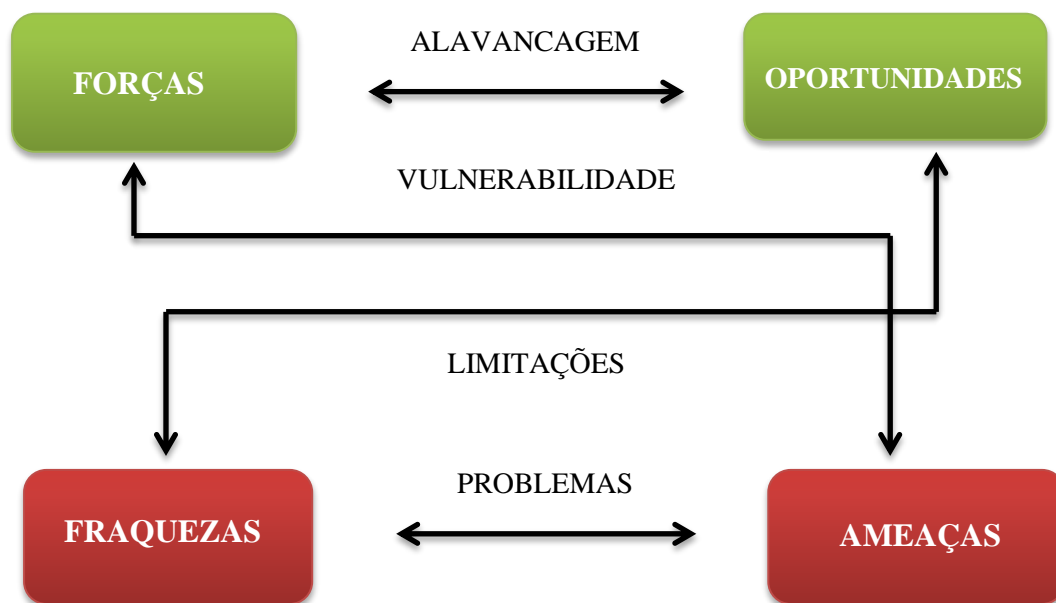 ALAVANCAGEM
FORÇAS
OPORTUNIDADES
VULNERABILIDADE
LIMITAÇÕES
PROBLEMAS
FRAQUEZAS
AMEAÇAS